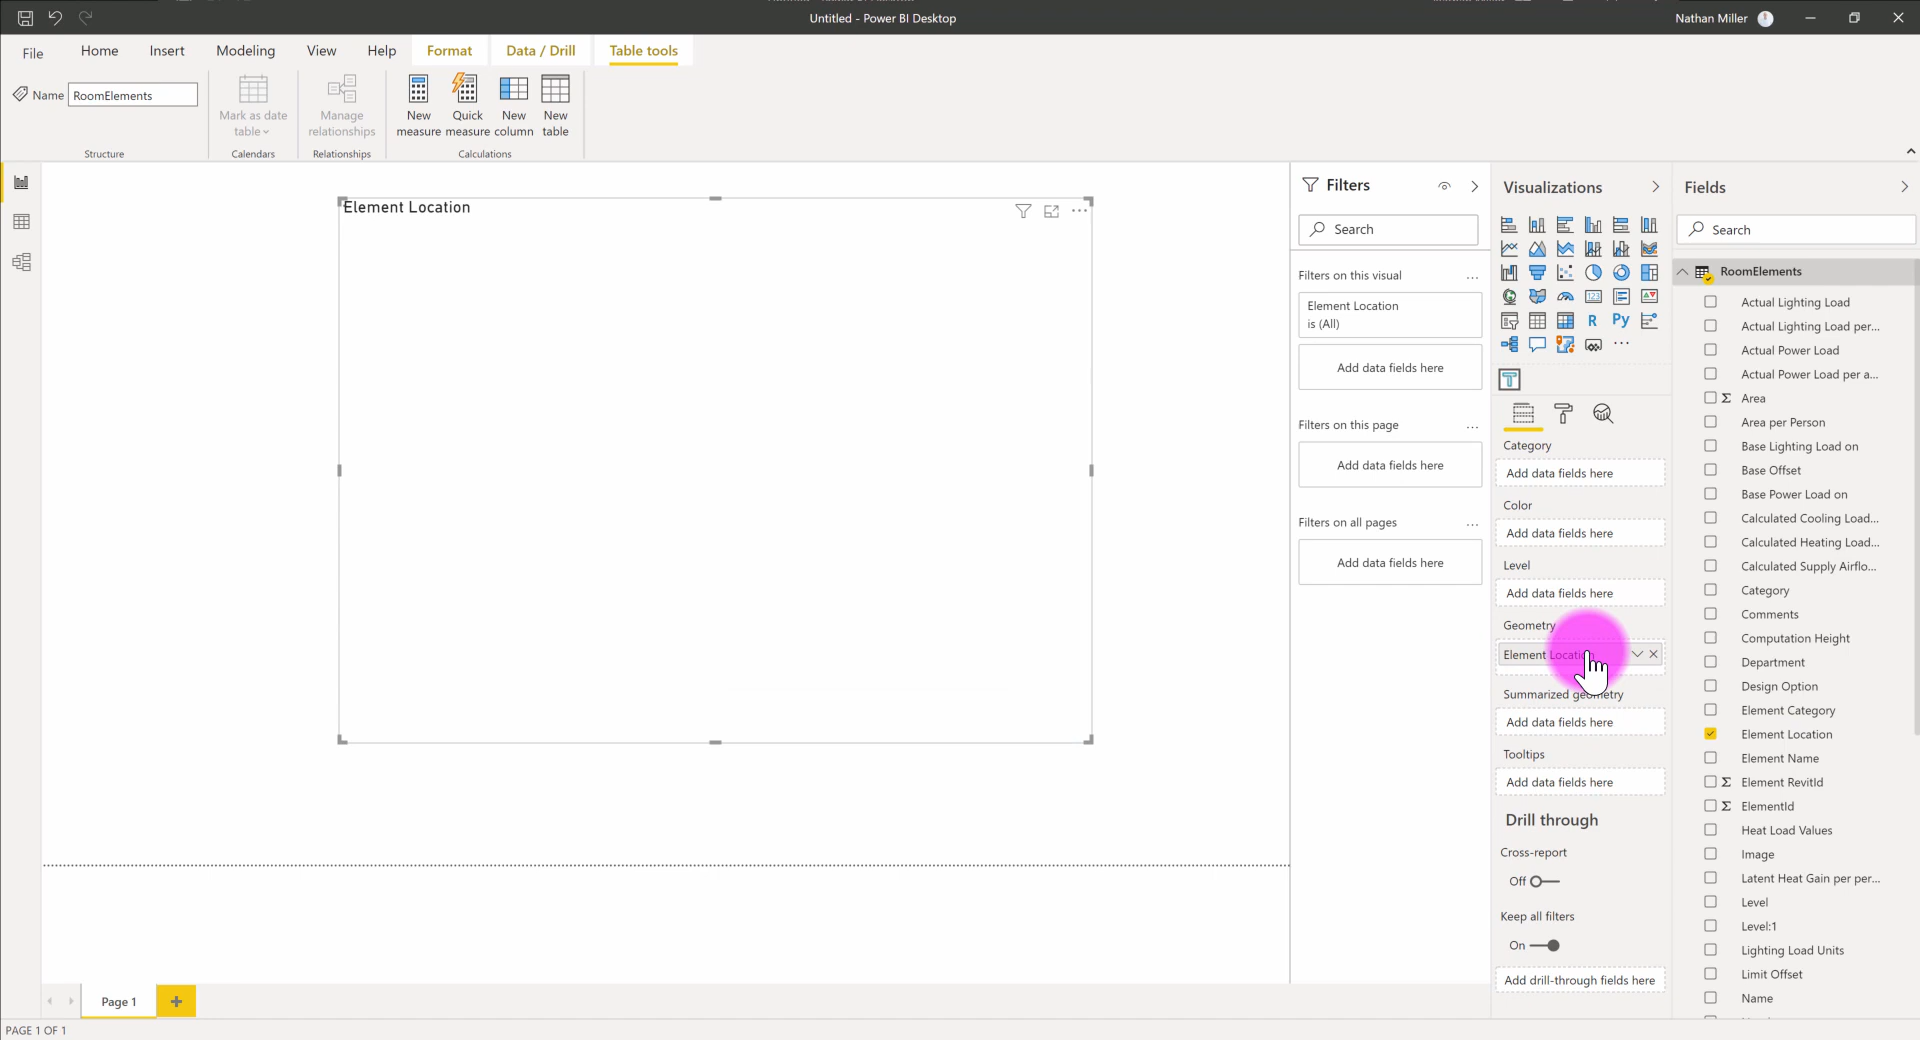 Untitled - Power BI Desktop
Nathan Miller
File
Home
Insert
Modeling
View
Help
Format
Data / Drill
Table tools
Name
RoomElements
Mark as date
table
Manage
relationships
New
measure
Quick
measure
New
column
New
table
Structure
Calendars
Relationships
Calculations
Element Location
Filters
Search
Filters on this visual
Element Location
is (All)
Add data fields here
Filters on this page
Add data fields here
Filters on all pages
Add data fields here
Visualizations
123
R
Py
T
Category
Add data fields here
Color
Add data fields here
Level
Add data fields here
Geometry
Element Location
Summarized geometry
Add data fields here
Tooltips
Add data fields here
Drill through
Cross-report
Off
Keep all filters
On
Add drill-through fields here
Fields
Search
RoomElements
Actual Lighting Load
Actual Lighting Load per...
Actual Power Load
Actual Power Load per a...
Σ Area
Area per Person
Base Lighting Load on
Base Offset
Base Power Load on
Calculated Cooling Load...
Calculated Heating Load...
Calculated Supply Airflo...
Category
Comments
Computation Height
Department
Design Option
Element Category
Element Location
Element Name
Σ Element RevitId
Σ ElementId
Heat Load Values
Image
Latent Heat Gain per per...
Level
Level:1
Lighting Load Units
Limit Offset
Name
Page 1
+
PAGE 1 OF 1